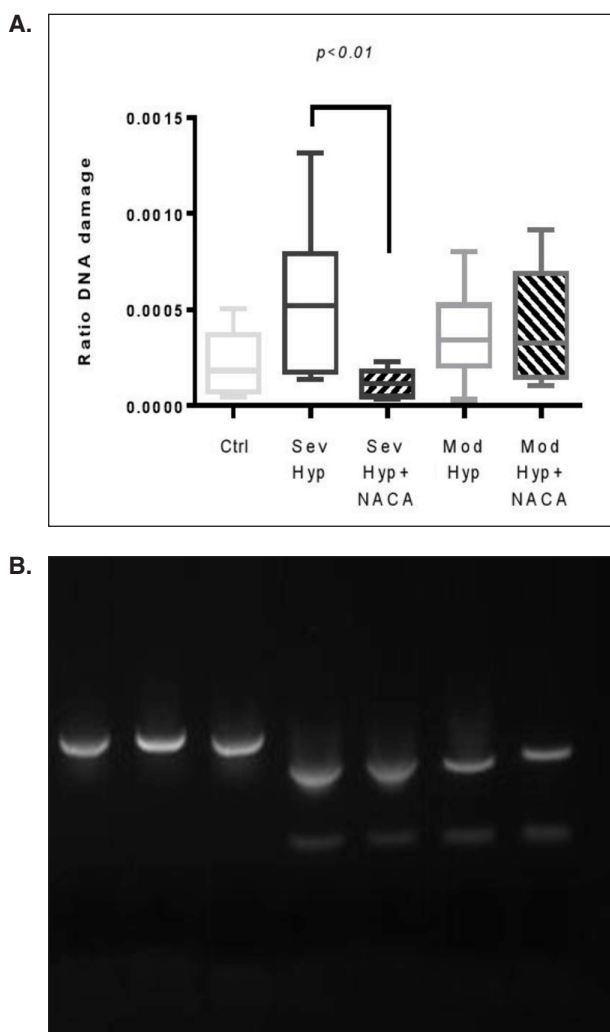 A.
p<0.01
0.0015
0.0010
0.0005
0.0000
Ratio DNA damage
Ctrl
Sev
Hyp
Sev
Hyp+
NACA
Mod
Hyp
Mod
Hyp+
NACA
B.